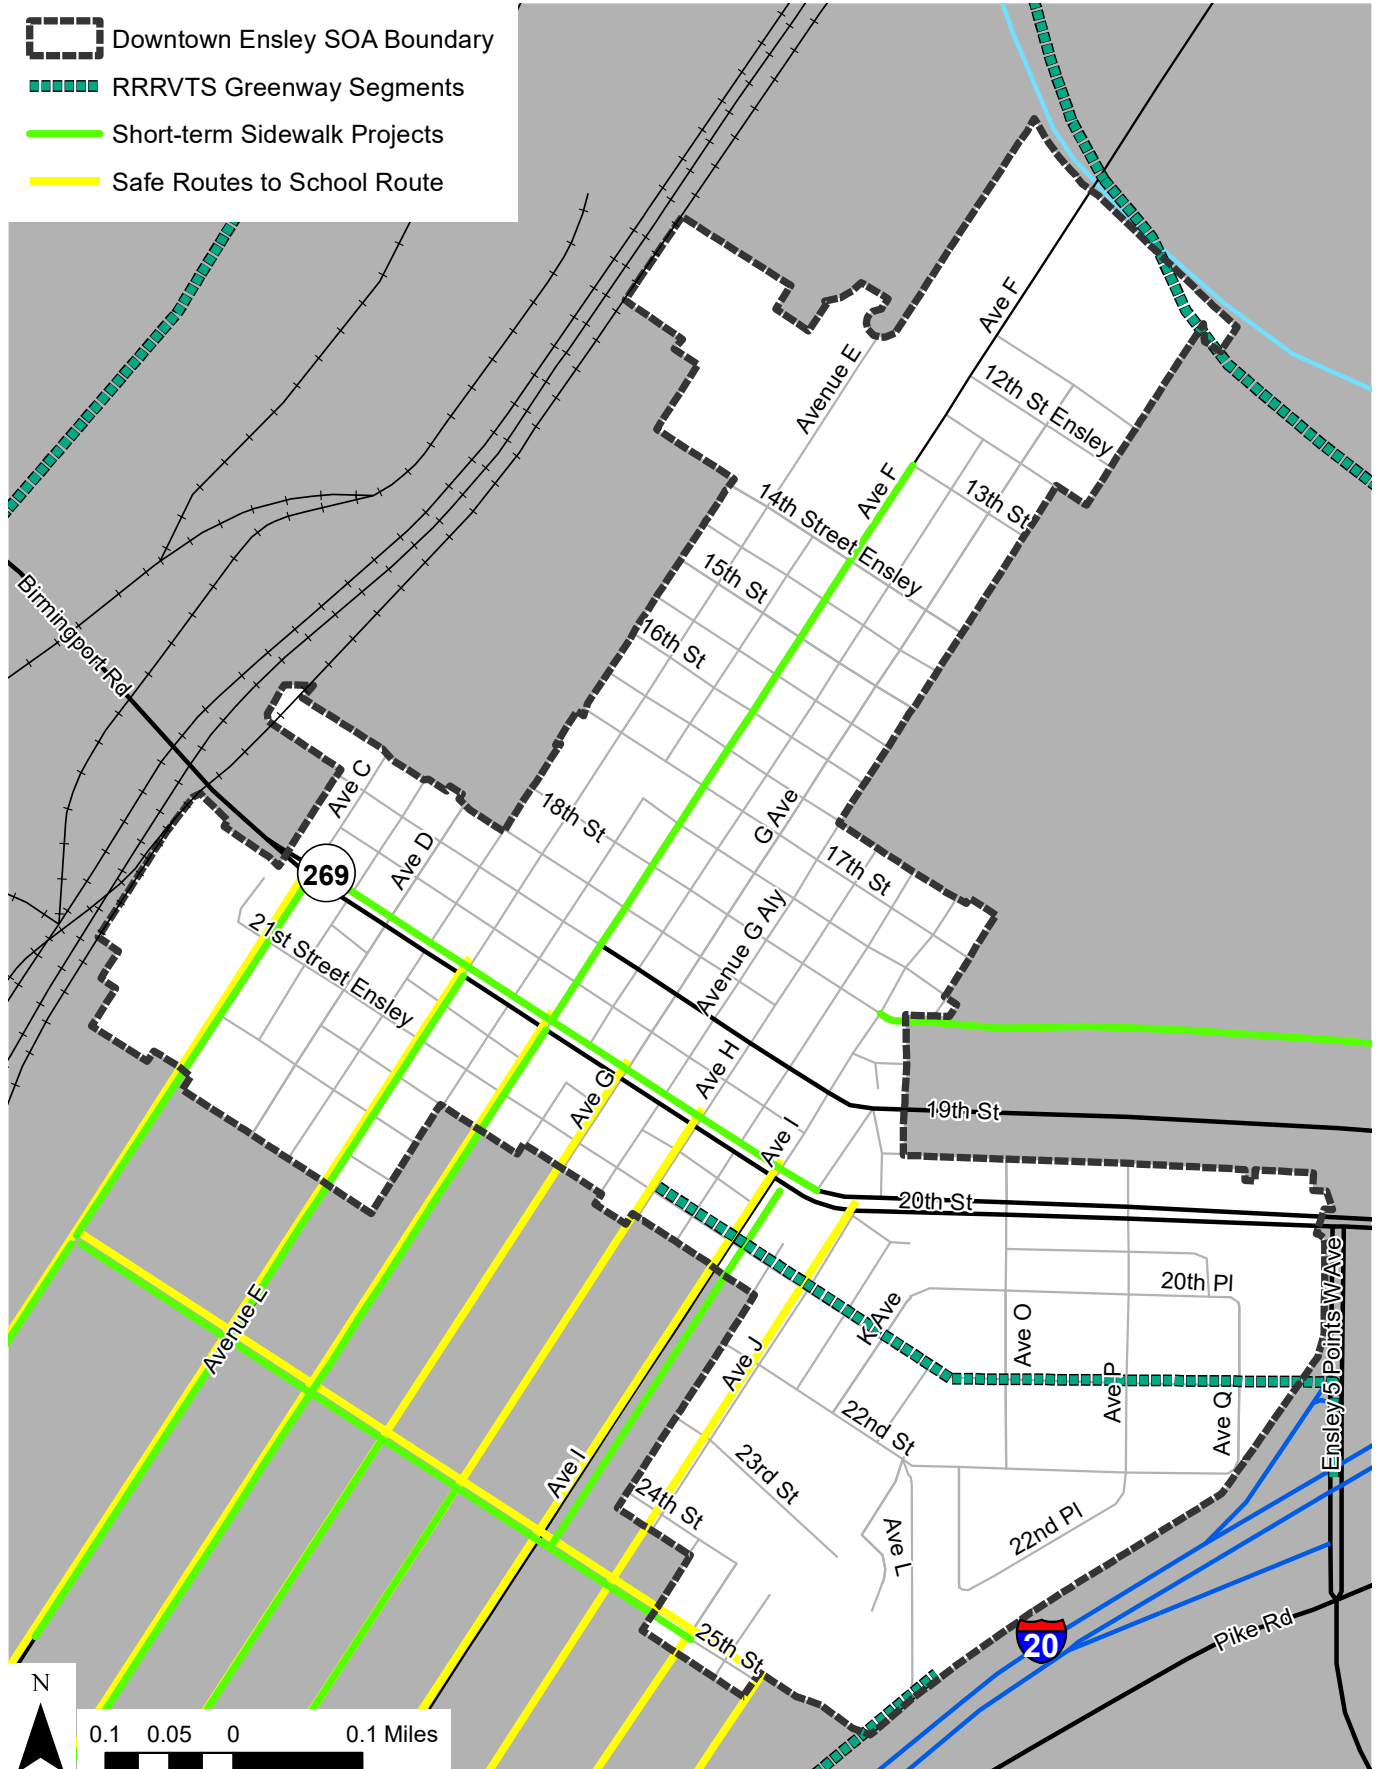 Downtown Ensley SOA Boundary
RRRVTS Greenway Segments
Short-term Sidewalk Projects
Safe Routes to School Route
Ave F
Avenue E
12th St Ensley
Ave F
13th St
14th Street Ensley
15th St
16th St
Birmingport Rd
Ave C
18th St
G Ave
Ave D
17th St
269
21st Street Ensley
Avenue G Aly
Ave H
Ave G
19th St
Ave I
20th St
20th Pl
Avenue E
K Ave
Ave O
Ave J
Ave P
Ave Q
Ensley 5 Points W Ave
22nd St
23rd St
Ave I
24th St
22nd Pl
Ave L
25th St
20
Pike Rd
N
0.1 0.05 0 0.1 Miles